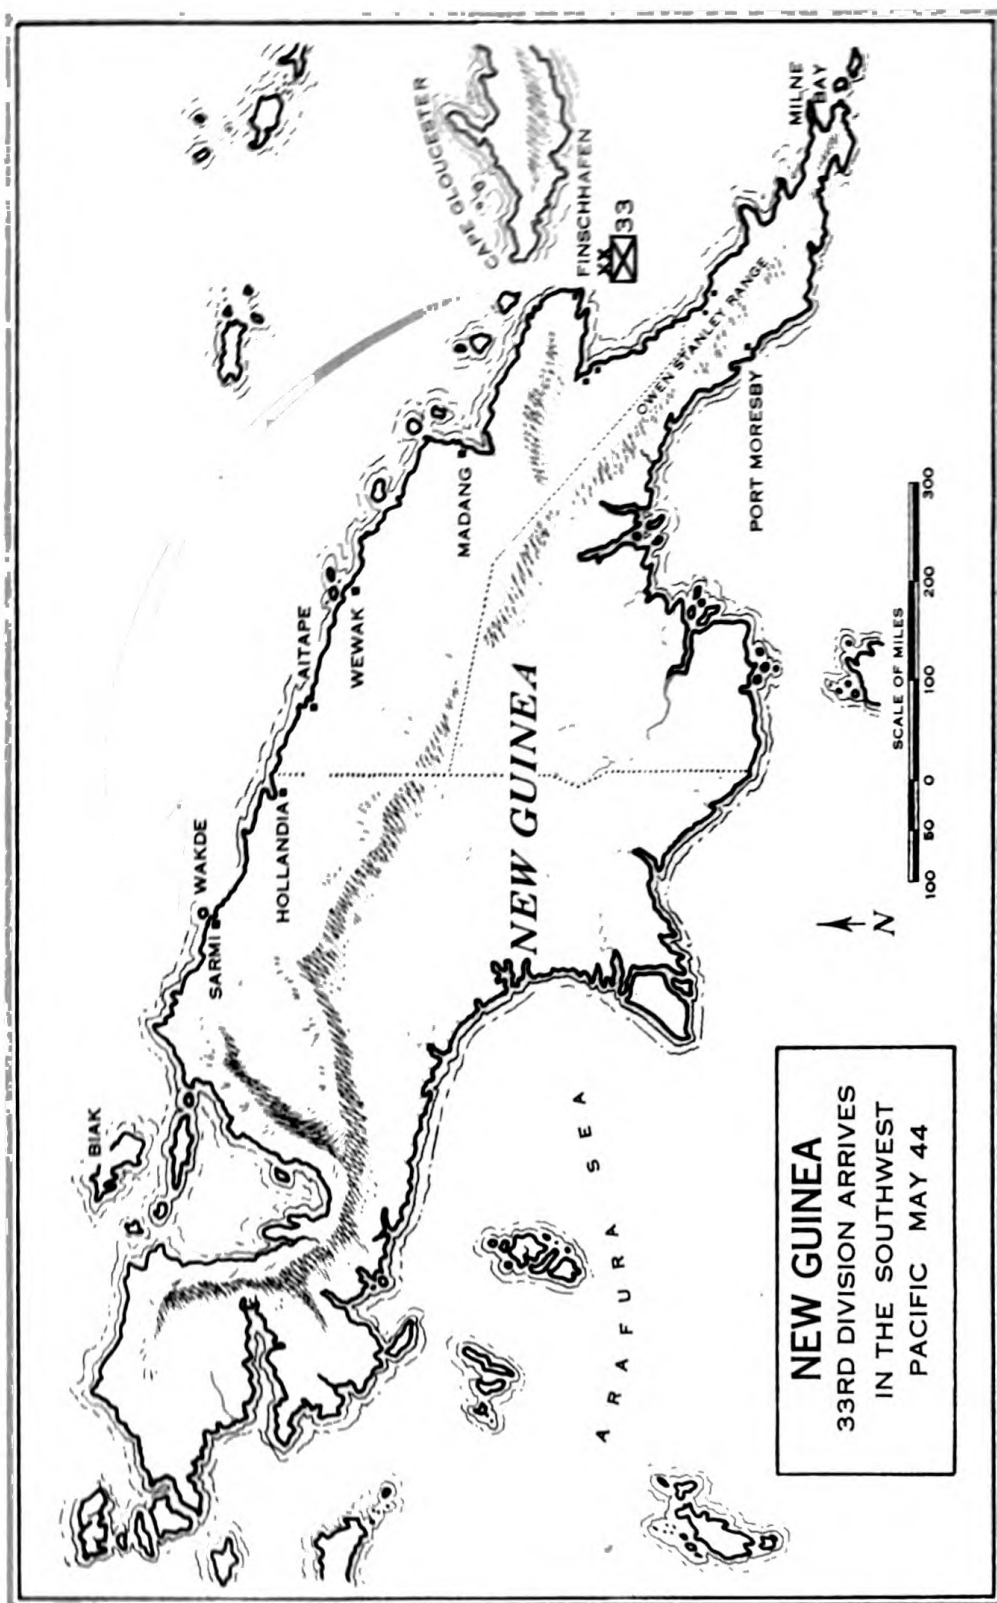 BIAK
SARMI
WAKDE
HOLLANDIA
AITAPE
WEWAK
MADANG
CAPE GLOUCESTER
FINSCHHAFEN
XX
33
MILNE
BAY
OWEN STANLEY RANGE
PORT MORESBY
NEW GUINEA
ARAFURA SEA
N
SCALE OF MILES
100 50 0 100 200 300
NEW GUINEA
33RD DIVISION ARRIVES
IN THE SOUTHWEST
PACIFIC MAY 44